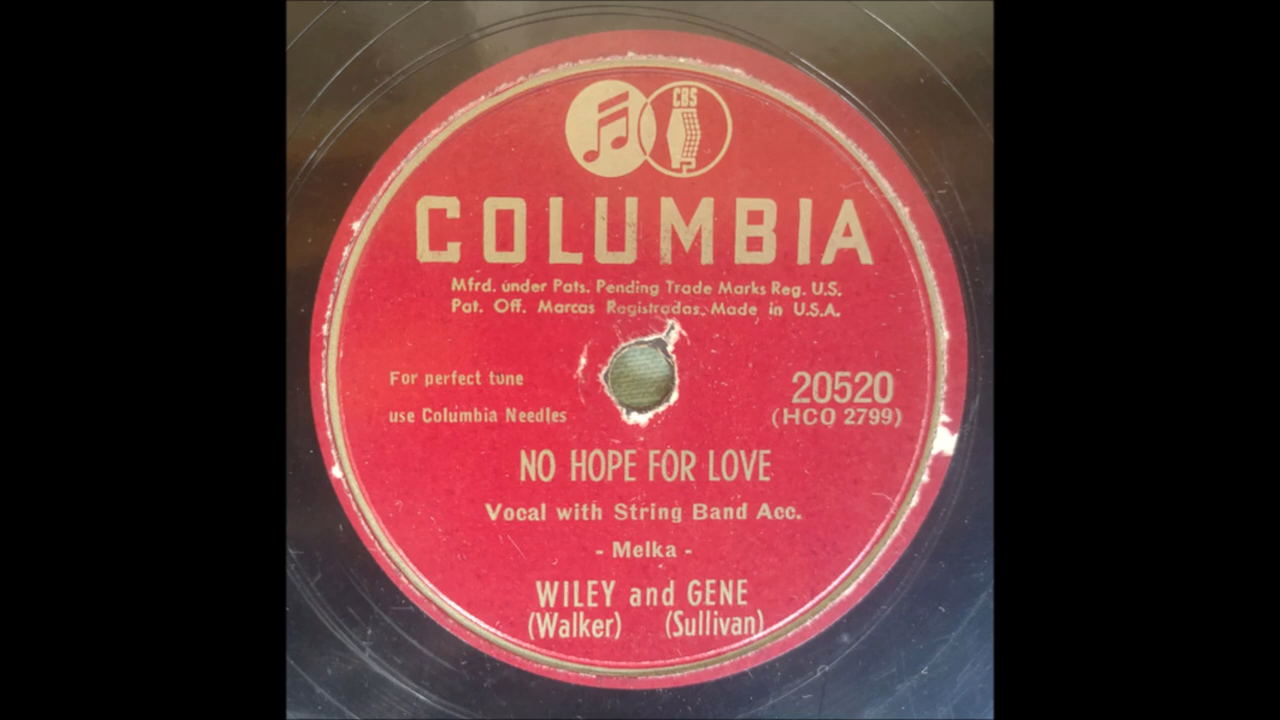 CBS
COLUMBIA
Mfrd. under Pats. Pending Trade Marks Reg. U.S.
Pat. Off. Marcas Registradas. Made in U.S.A.
For perfect tone
use Columbia Needles
20520
(HCO 2799)
NO HOPE FOR LOVE
Vocal with String Band Acc.
- Melka -
WILEY and GENE
(Walker) (Sullivan)